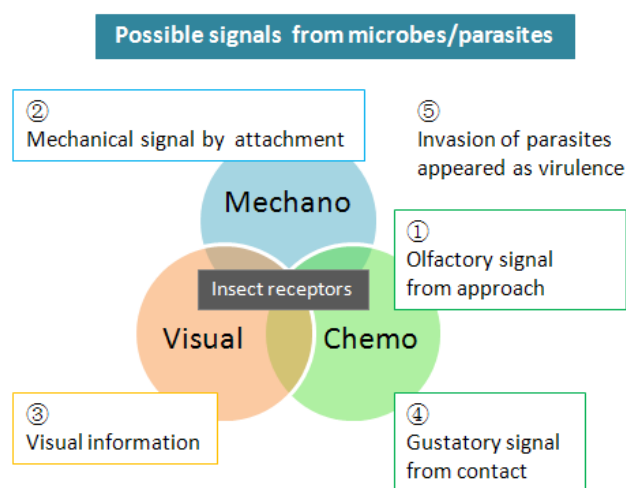 Possible signals from microbes/parasites
②
Mechanical signal by attachment
⑤
Invasion of parasites
appeared as virulence
Mechano
①
Olfactory signal
from approach
Insect receptors
Visual
Chemo
③
Visual information
④
Gustatory signal
from contact